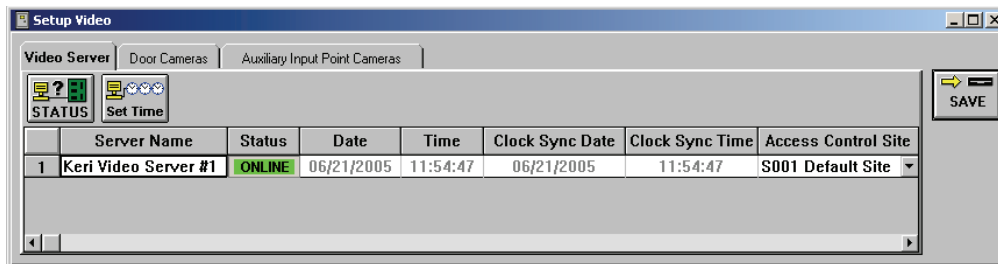 Setup Video
Video Server Door Cameras Auxiliary Input Point Cameras
STATUS Set Time SAVE
Server Name Status Date Time Clock Sync Date Clock Sync Time Access Control Site
1 Keri Video Server #1 ONLINE 06/21/2005 11:54:47 06/21/2005 11:54:47 S001 Default Site